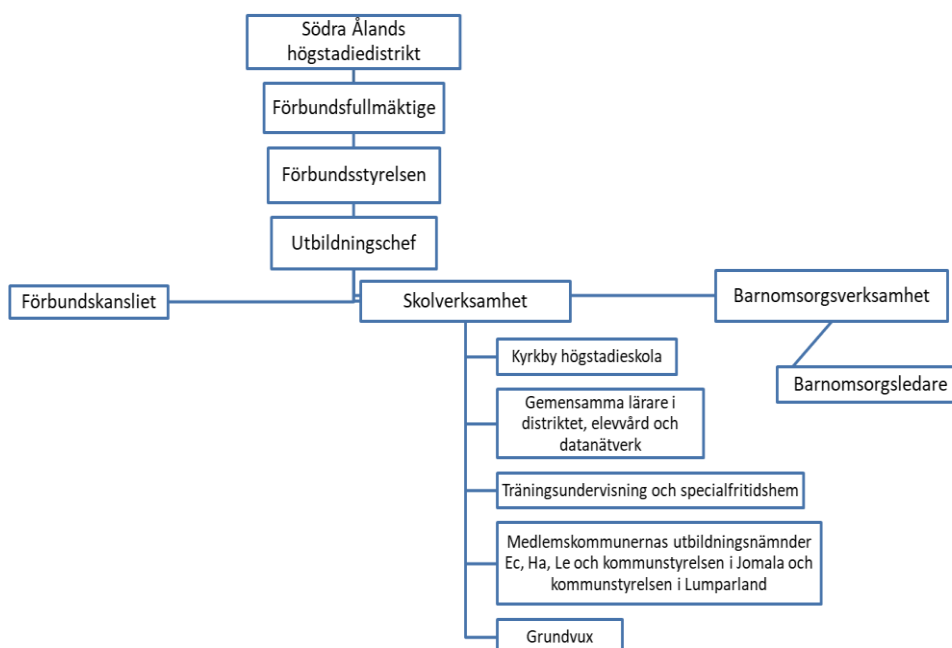 Södra Ålands
högstadiedistrikt
Förbundsfullmäktige
Förbundsstyrelsen
Utbildningschef
Förbundskansliet
Skolverksamhet
Barnomsorgsverksamhet
Kyrkby högstadieskola
Barnomsorgsledare
Gemensamma lärare i
distriktet, elevvård och
datanätverk
Träningsundervisning och specialfritidshem
Medlemskommunernas utbildningsnämnder
Ec, Ha, Le och kommunstyrelsen i Jomala och
kommunstyrelsen i Lumparland
Grundvux